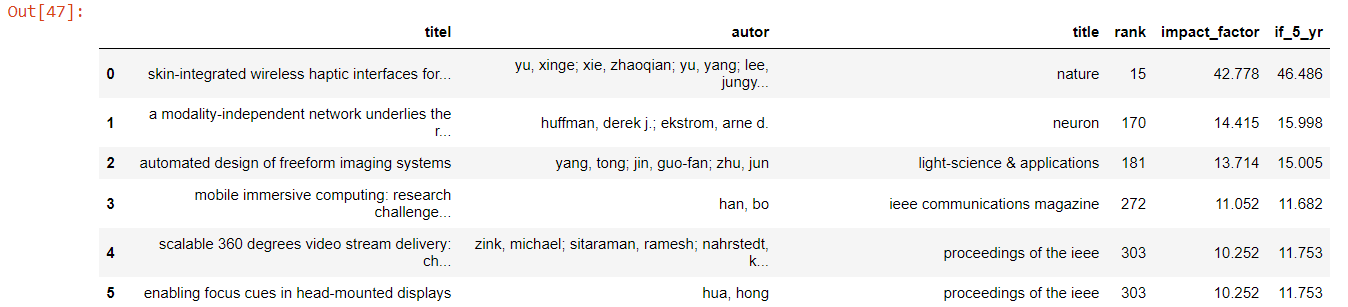 Out[47]:
titel autor title rank impact_factor if_5_yr
0 skin-integrated wireless haptic interfaces for... yu, xinge; xie, zhaoqian; yu, yang; lee, jungy... nature 15 42.778 46.486
1 a modality-independent network underlies the r... huffman, derek j.; ekstrom, arne d. neuron 170 14.415 15.998
2 automated design of freeform imaging systems yang, tong; jin, guo-fan; zhu, jun light-science & applications 181 13.714 15.005
3 mobile immersive computing: research challenge... han, bo ieee communications magazine 272 11.052 11.682
4 scalable 360 degrees video stream delivery: ch... zink, michael; sitaraman, ramesh; nahrstedt, k... proceedings of the ieee 303 10.252 11.753
5 enabling focus cues in head-mounted displays hua, hong proceedings of the ieee 303 10.252 11.753